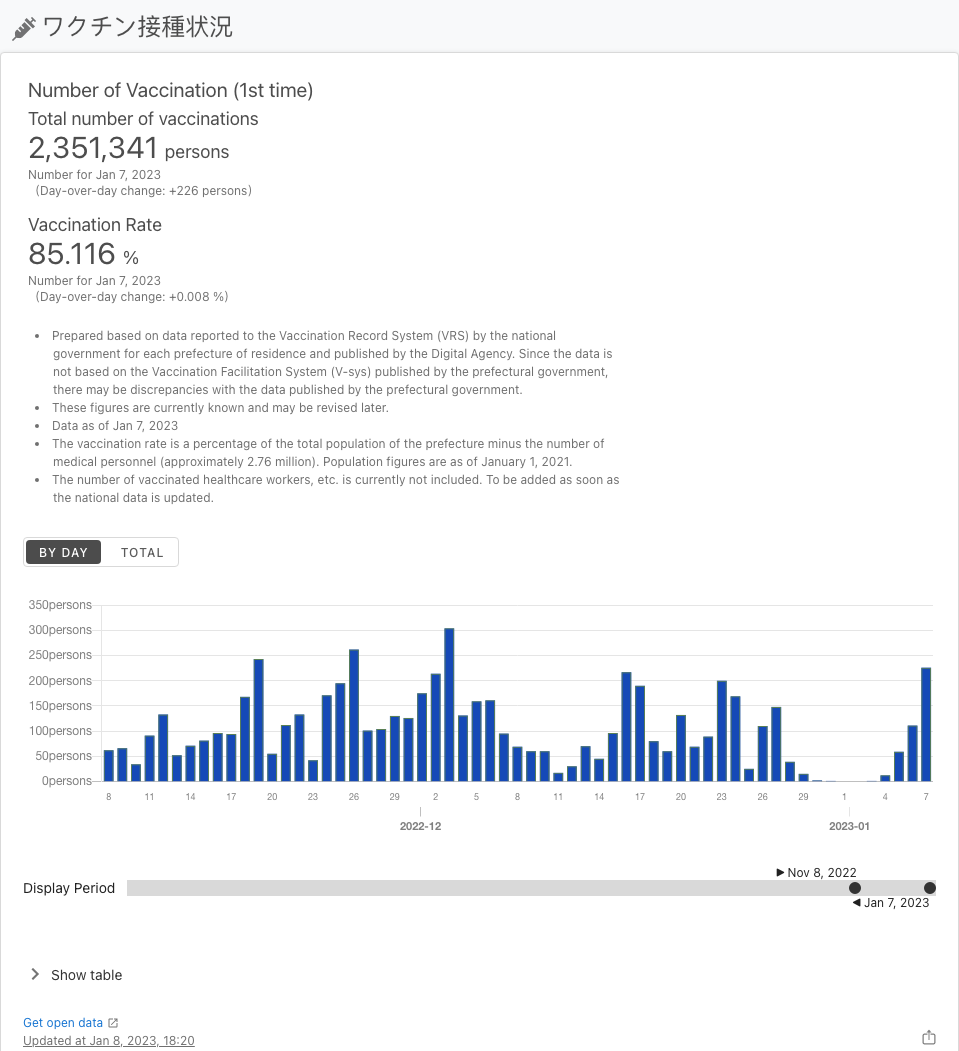 ワクチン接種状況
Number of Vaccination (1st time)
Total number of vaccinations
2,351,341 persons
Number for Jan 7, 2023
(Day-over-day change: +226 persons)
Vaccination Rate
85.116 %
Number for Jan 7, 2023
(Day-over-day change: +0.008 %)
• Prepared based on data reported to the Vaccination Record System (VRS) by the national
government for each prefecture of residence and published by the Digital Agency. Since the data is
not based on the Vaccination Facilitation System (V-sys) published by the prefectural government,
there may be discrepancies with the data published by the prefectural government.
• These figures are currently known and may be revised later.
• Data as of Jan 7, 2023
• The vaccination rate is a percentage of the total population of the prefecture minus the number of
medical personnel (approximately 2.76 million). Population figures are as of January 1, 2021.
• The number of vaccinated healthcare workers, etc. is currently not included. To be added as soon as
the national data is updated.
BY DAY TOTAL
350persons
300persons
250persons
200persons
150persons
100persons
50persons
0persons
8 11 14 17 20 23 26 29 2 5 8 11 14 17 20 23 26 29 1 4 7
2022-12 2023-01
Nov 8, 2022
Display Period
Jan 7, 2023
Show table
Get open data
Updated at Jan 8, 2023, 18:20